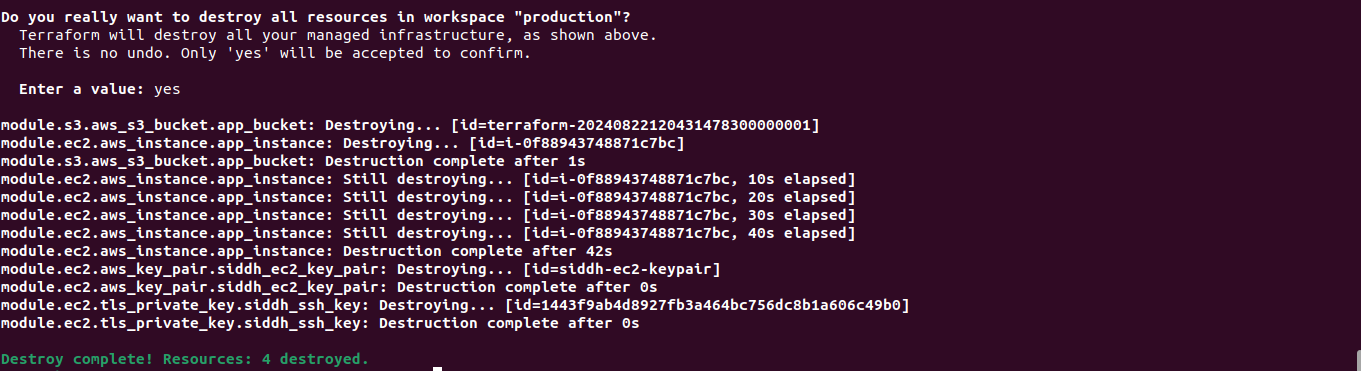 Do you really want to destroy all resources in workspace "production"?
Terraform will destroy all your managed infrastructure, as shown above.
There is no undo. Only 'yes' will be accepted to confirm.
Enter a value: yes
module.s3.aws_s3_bucket.app_bucket: Destroying... [id=terraform-20240822120431478300000001]
module.ec2.aws_instance.app_instance: Destroying... [id=i-0f88943748871c7bc]
module.s3.aws_s3_bucket.app_bucket: Destruction complete after 1s
module.ec2.aws_instance.app_instance: Still destroying... [id=i-0f88943748871c7bc, 10s elapsed]
module.ec2.aws_instance.app_instance: Still destroying... [id=i-0f88943748871c7bc, 20s elapsed]
module.ec2.aws_instance.app_instance: Still destroying... [id=i-0f88943748871c7bc, 30s elapsed]
module.ec2.aws_instance.app_instance: Still destroying... [id=i-0f88943748871c7bc, 40s elapsed]
module.ec2.aws_instance.app_instance: Destruction complete after 42s
module.ec2.aws_key_pair.siddh_ec2_key_pair: Destroying... [id=siddh-ec2-keypair]
module.ec2.aws_key_pair.siddh_ec2_key_pair: Destruction complete after 0s
module.ec2.tls_private_key.siddh_ssh_key: Destroying... [id=1443f9ab4d8927fb3a464bc756dc8b1a606c49b0]
module.ec2.tls_private_key.siddh_ssh_key: Destruction complete after 0s
Destroy complete! Resources: 4 destroyed.